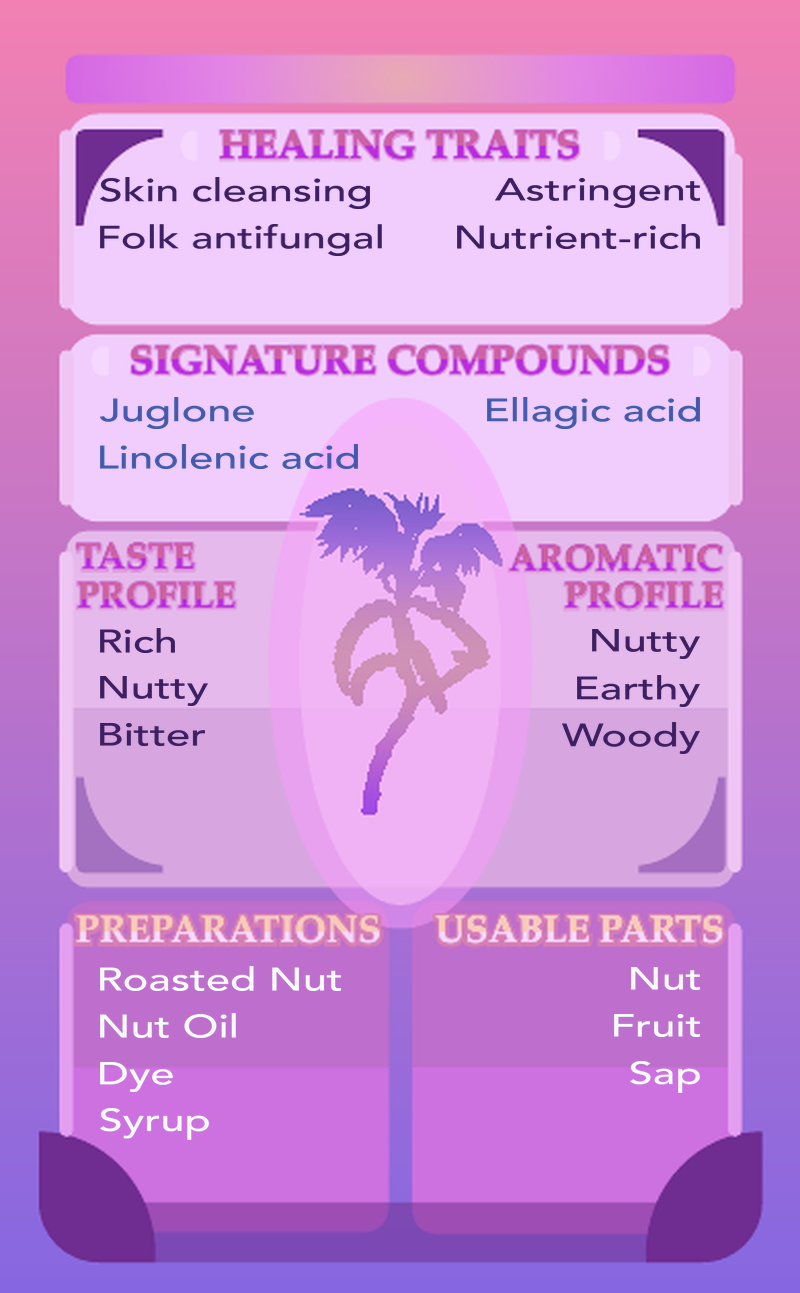 HEALING TRAITS
Skin cleansing
Astringent
Folk antifungal
Nutrient-rich
SIGNATURE COMPOUNDS
Juglone
Ellagic acid
Linolenic acid
TASTE
PROFILE
Rich
Nutty
Bitter
AROMATIC
PROFILE
Nutty
Earthy
Woody
PREPARATIONS
Roasted Nut
Nut Oil
Dye
Syrup
USABLE PARTS
Nut
Fruit
Sap